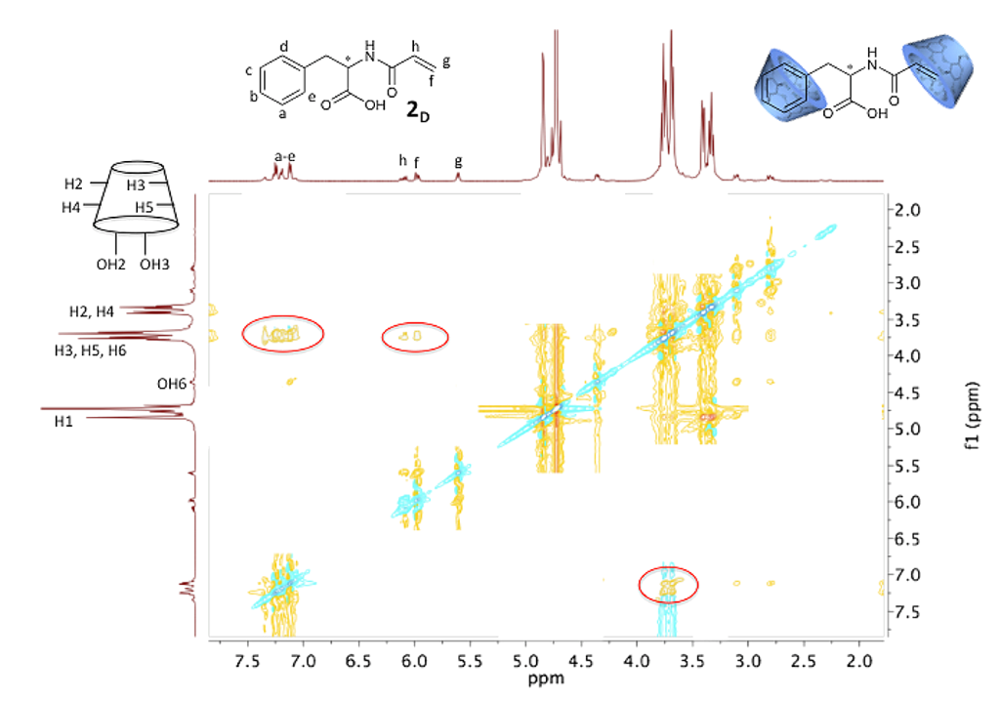 d
H
N
h
g
c
*
b
e
O
f
a
O
OH
2D
H
N
*
O
O
OH
a-e
h
f
g
H2
H3
H4
H5
OH2
OH3
H2, H4
H3, H5, H6
OH6
H1
2.0
2.5
3.0
3.5
4.0
4.5
5.0
5.5
6.0
6.5
7.0
7.5
f1 (ppm)
7.5 7.0 6.5 6.0 5.5 5.0 4.5 4.0 3.5 3.0 2.5 2.0
ppm